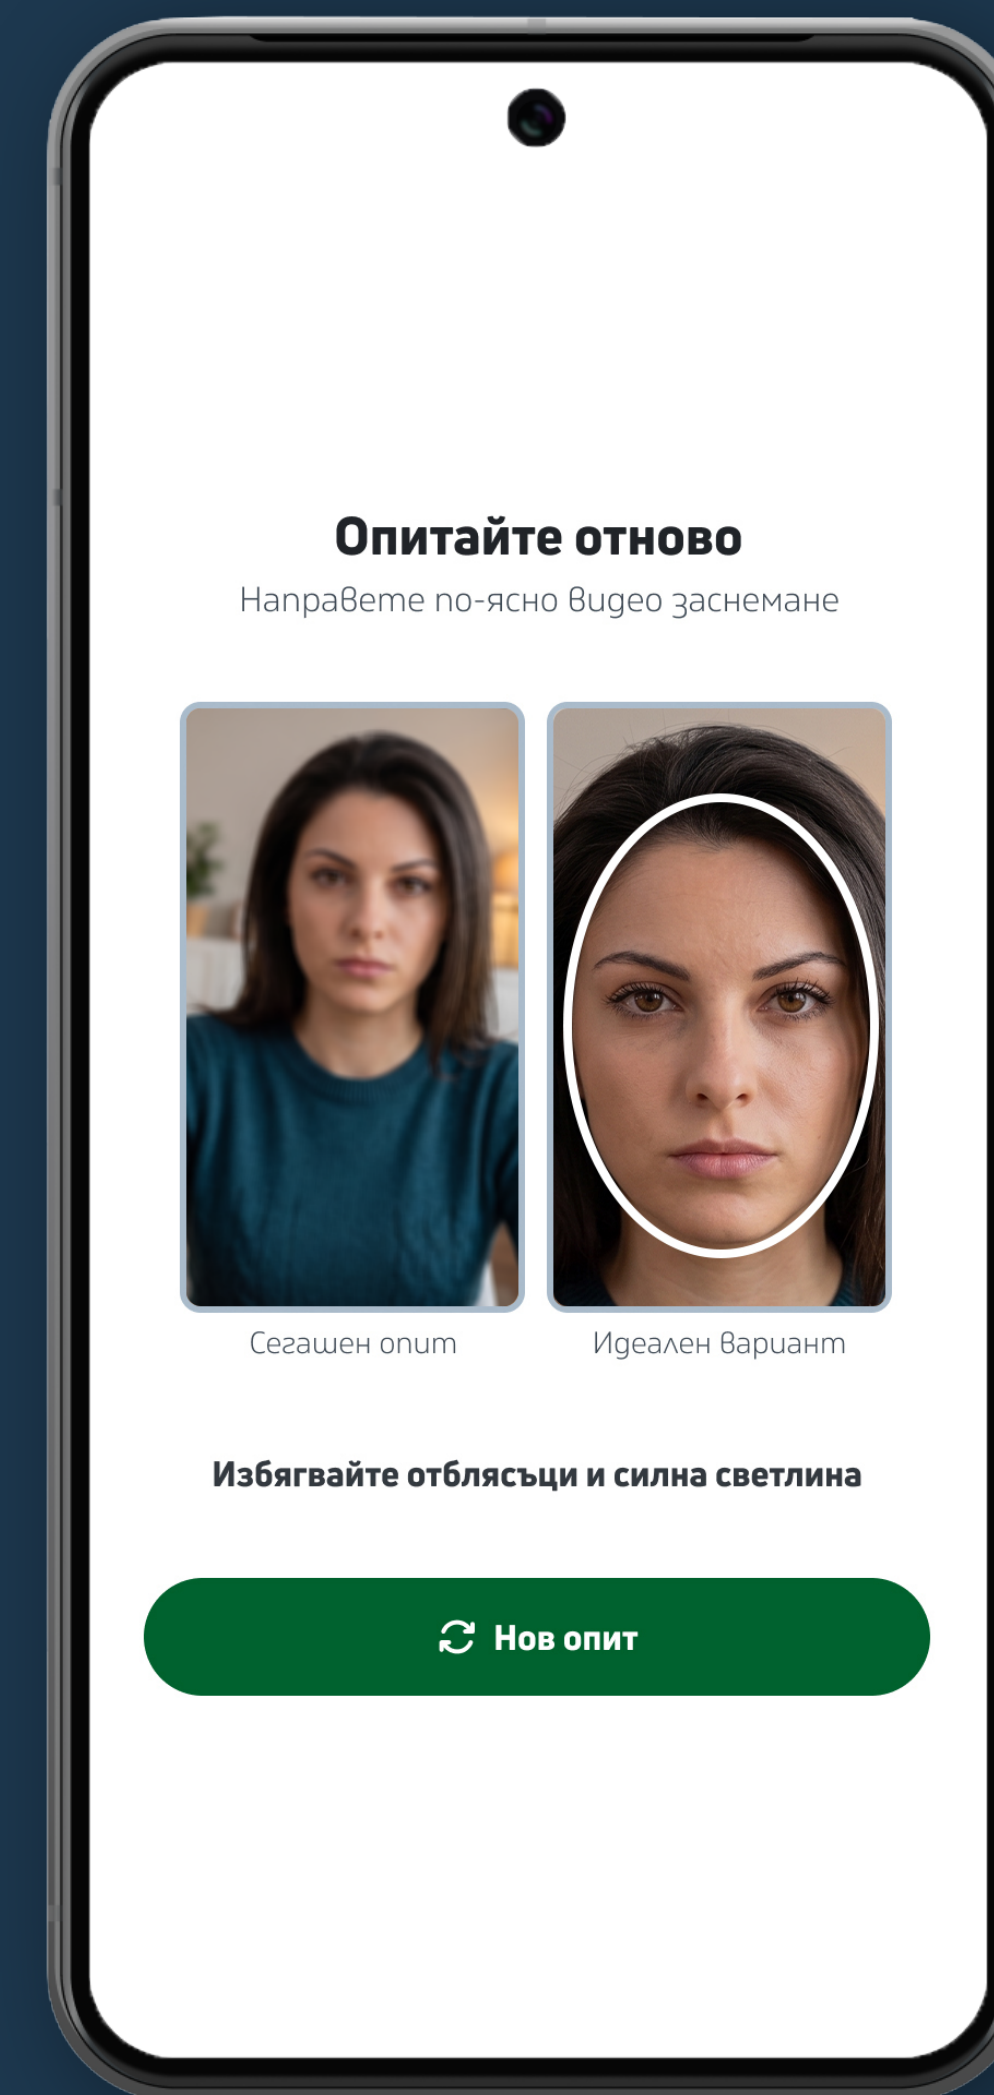 Опитайте отново
Направете по-ясно видео заснемане
Сегашен опит
Идеален вариант
Избягвайте отблясъци и силна светлина
Нов опит